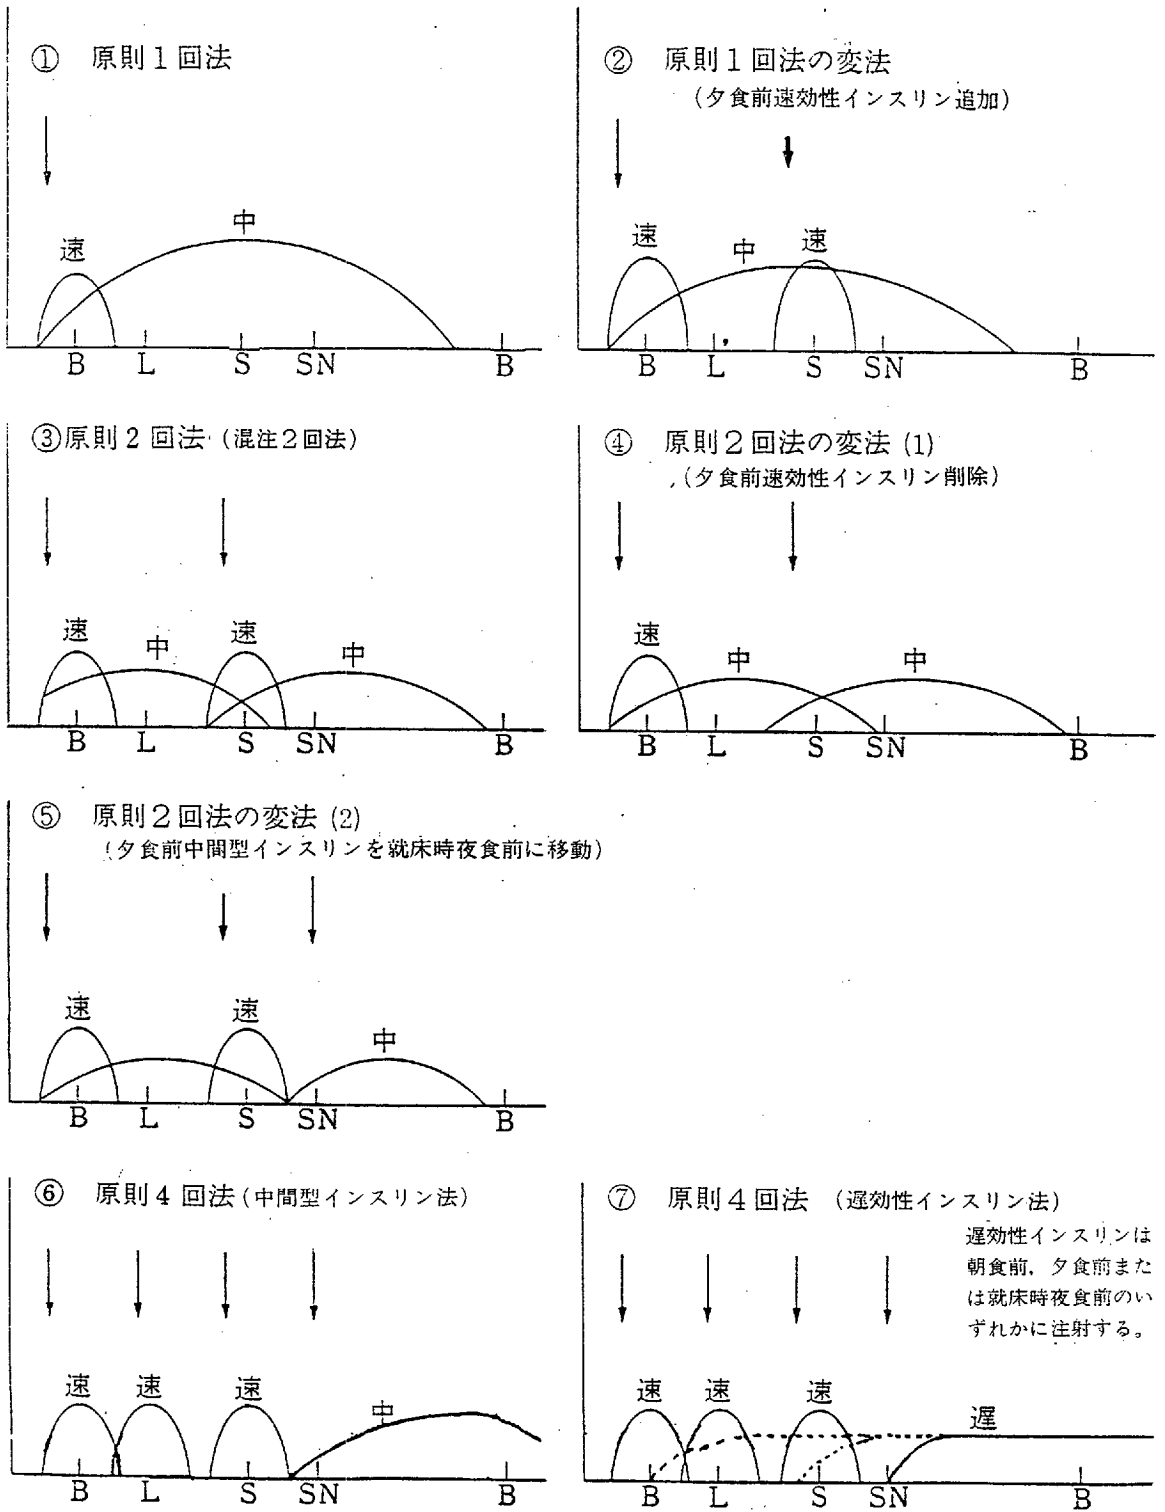 ① 原則1回法
速
中
B L S SN B
② 原則1回法の変法
(夕食前速効性インスリン追加)
速
中
速
B L S SN B
③原則2回法(混注2回法)
速
中
速
中
B L S SN B
④ 原則2回法の変法(1)
(夕食前速効性インスリン削除)
速
中
中
B L S SN B
⑤ 原則2回法の変法(2)
(夕食前中間型インスリンを就床時夜食前に移動)
速
速
中
B L S SN B
⑥ 原則4回法(中間型インスリン法)
速
速
速
中
B L S SN B
⑦ 原則4回法 (遅効性インスリン法)
遅効性インスリンは
朝食前、夕食前また
は就床時夜食前のい
ずれかに注射する。
速
速
速
遅
B L S SN B